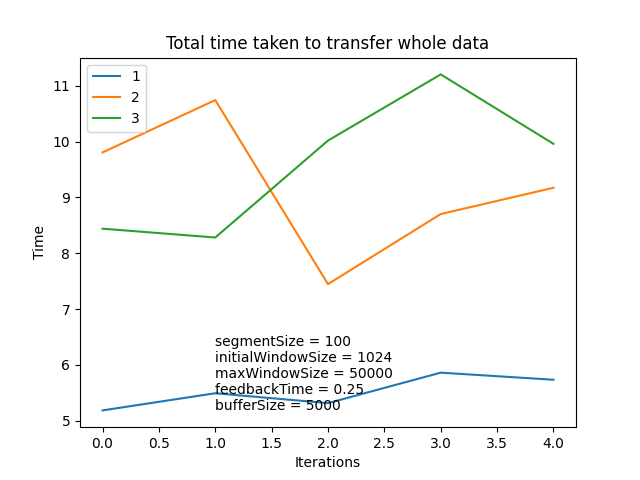 Total time taken to transfer whole data
1
2
3
11
10
9
8
7
6
5
Time
segmentSize = 100
initialWindowSize = 1024
maxWindowSize = 50000
feedbackTime = 0.25
bufferSize = 5000
0.0 0.5 1.0 1.5 2.0 2.5 3.0 3.5 4.0
Iterations